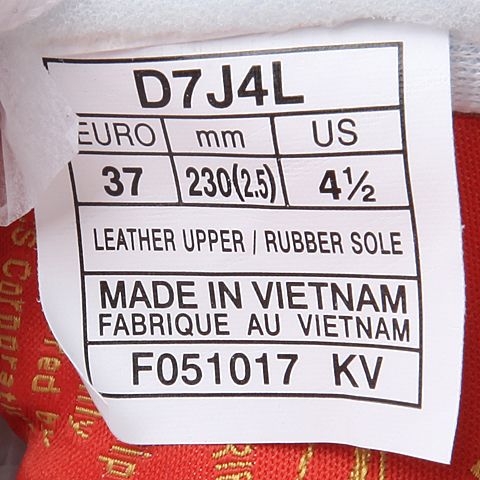 D7J4L
EURO mm US
37 230(2.5) 4½
LEATHER UPPER / RUBBER SOLE
MADE IN VIETNAM
FABRIQUE AU VIETNAM
F051017 KV